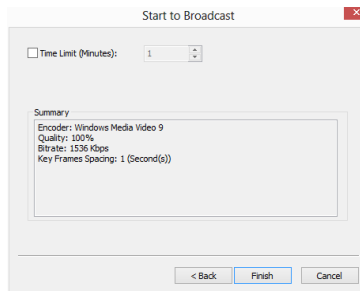 Start to Broadcast
Time Limit (Minutes):
1
Summary
Encoder: Windows Media Video 9
Quality: 100%
Bitrate: 1536 Kbps
Key Frames Spacing: 1 (Second(s))
< Back
Finish
Cancel